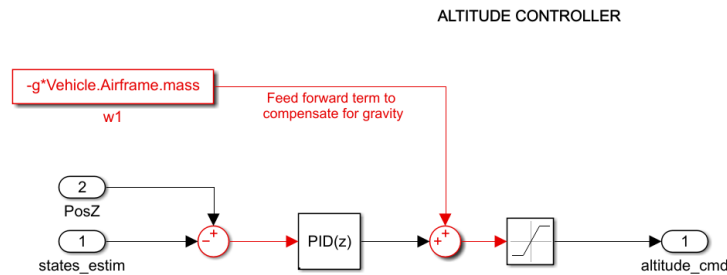 ALTITUDE CONTROLLER
-g*Vehicle.Airframe.mass
w1
Feed forward term to
compensate for gravity
2
PosZ
1
states_estim
PID(z)
1
altitude_cmd